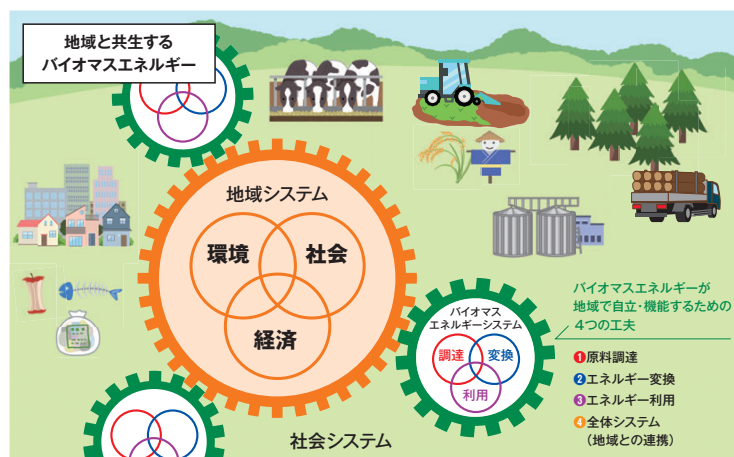 地域と共生する
バイオマスエネルギー
地域システム
環境
社会
経済
バイオマス
エネルギーシステム
調達
変換
利用
バイオマスエネルギーが
地域で自立・機能するための
4つの工夫
❶原料調達
❷エネルギー変換
❸エネルギー利用
❹全体システム
（地域との連携）
社会システム